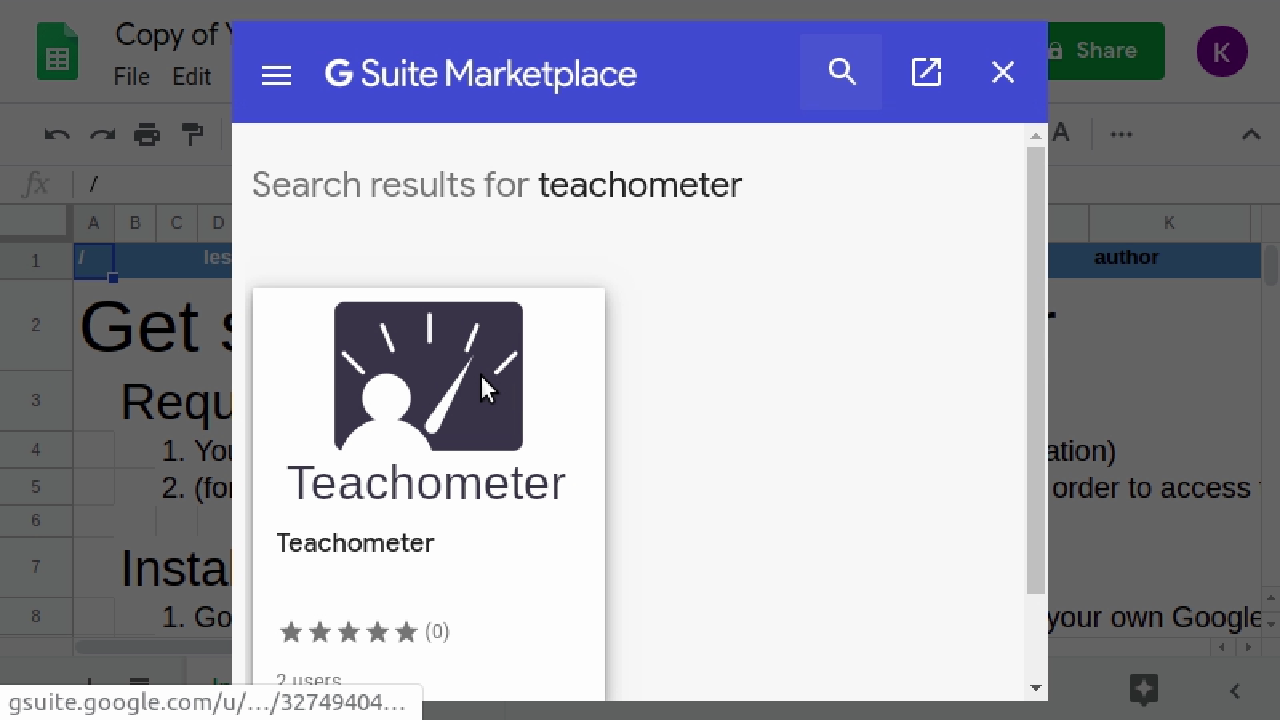 Copy of Y
File Edit
Share
K
G Suite Marketplace
fx /
A B C D K
Search results for teachometer
1 / les author
2 Get s r
3 Requ
4 1. You ation)
5 2. (for order to access
6
7 Instal
8 1. Go your own Google
Teachometer
Teachometer
(0)
2 users
gsuite.google.com/u/.../32749404...